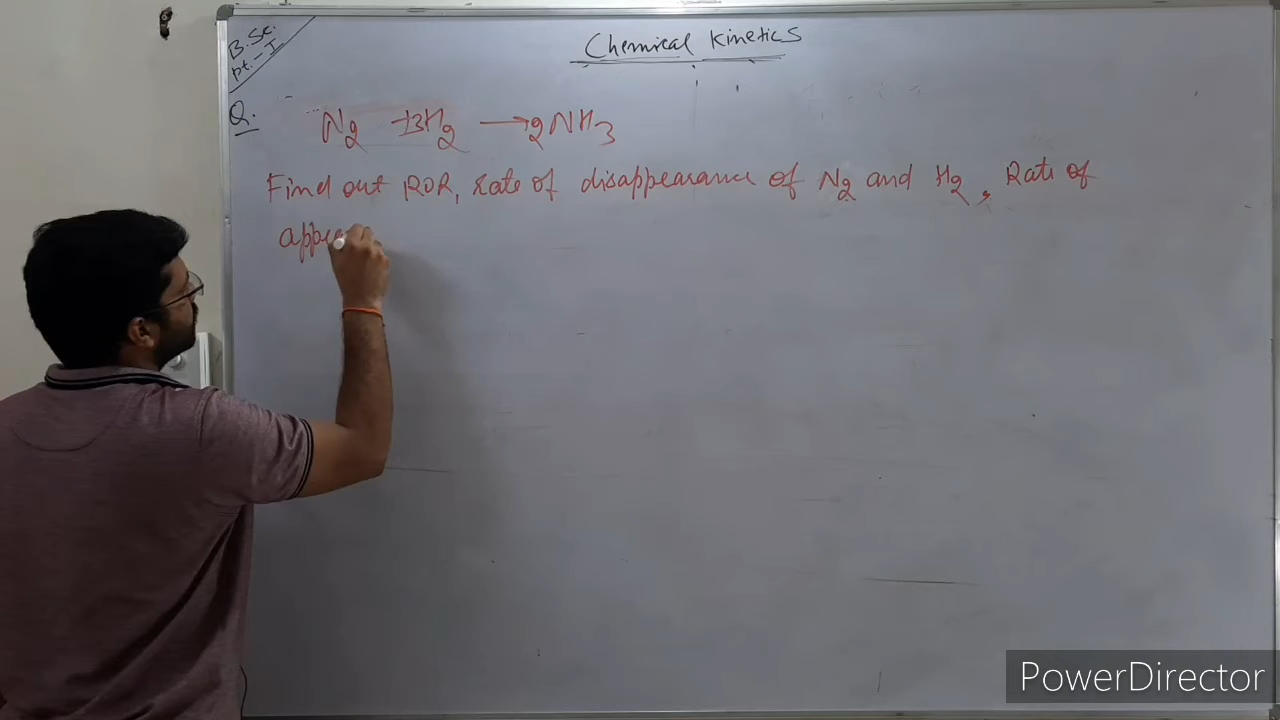 B.Sc.
pt.-I
Chemical Kinetics
Q. N2 +3H2 → 2NH3
Find out ROR, Rate of disappearance of N2 and H2, Rate of
appea
PowerDirector